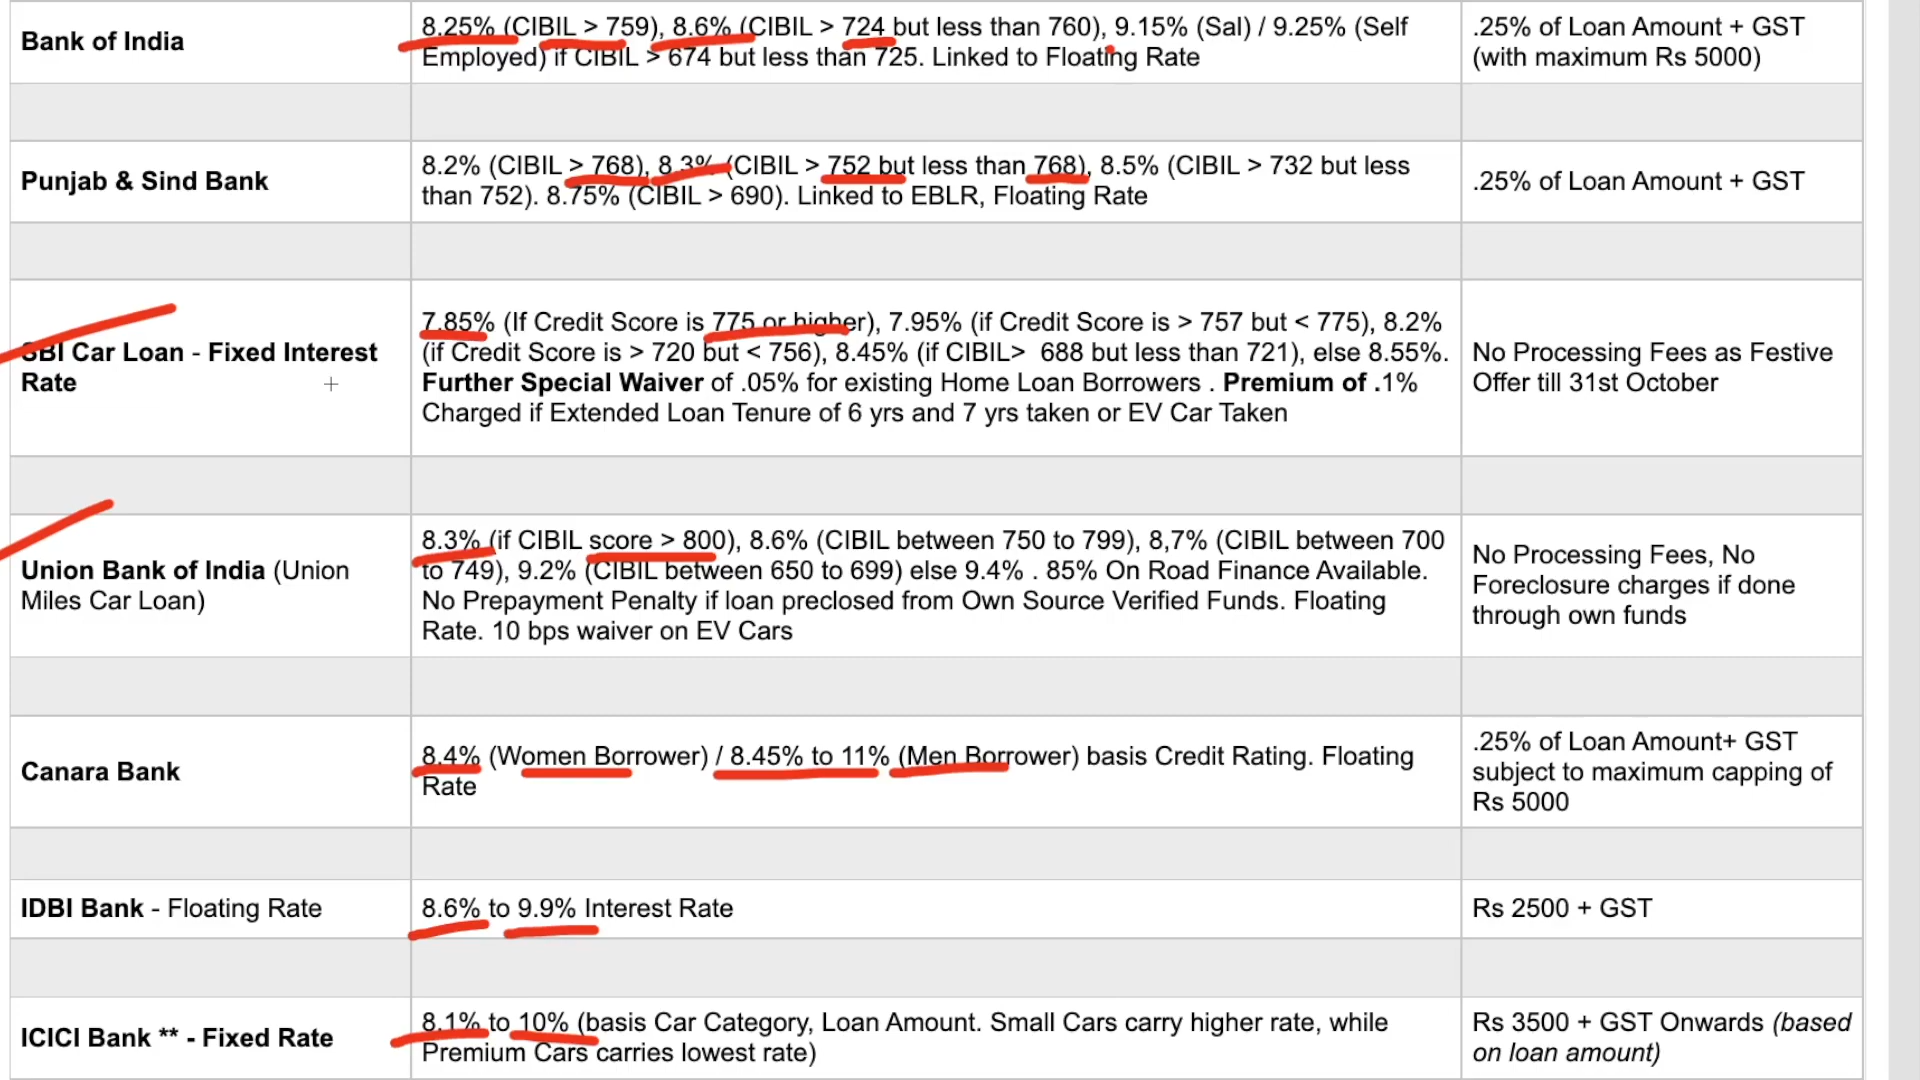 Bank of India
8.25% (CIBIL > 759), 8.6% (CIBIL > 724 but less than 760), 9.15% (Sal) / 9.25% (Self
Employed) if CIBIL > 674 but less than 725. Linked to Floating Rate
.25% of Loan Amount + GST
(with maximum Rs 5000)
Punjab & Sind Bank
8.2% (CIBIL > 768), 8.3% (CIBIL > 752 but less than 768), 8.5% (CIBIL > 732 but less
than 752). 8.75% (CIBIL > 690). Linked to EBLR, Floating Rate
.25% of Loan Amount + GST
SBI Car Loan - Fixed Interest
Rate
7.85% (If Credit Score is 775 or higher), 7.95% (if Credit Score is > 757 but < 775), 8.2%
(if Credit Score is > 720 but < 756), 8.45% (if CIBIL> 688 but less than 721), else 8.55%.
Further Special Waiver of .05% for existing Home Loan Borrowers . Premium of .1%
Charged if Extended Loan Tenure of 6 yrs and 7 yrs taken or EV Car Taken
No Processing Fees as Festive
Offer till 31st October
Union Bank of India (Union
Miles Car Loan)
8.3% (if CIBIL score > 800), 8.6% (CIBIL between 750 to 799), 8,7% (CIBIL between 700
to 749), 9.2% (CIBIL between 650 to 699) else 9.4% . 85% On Road Finance Available.
No Prepayment Penalty if loan preclosed from Own Source Verified Funds. Floating
Rate. 10 bps waiver on EV Cars
No Processing Fees, No
Foreclosure charges if done
through own funds
Canara Bank
8.4% (Women Borrower) / 8.45% to 11% (Men Borrower) basis Credit Rating. Floating
Rate
.25% of Loan Amount+ GST
subject to maximum capping of
Rs 5000
IDBI Bank - Floating Rate
8.6% to 9.9% Interest Rate
Rs 2500 + GST
ICICI Bank ** - Fixed Rate
8.1% to 10% (basis Car Category, Loan Amount. Small Cars carry higher rate, while
Premium Cars carries lowest rate)
Rs 3500 + GST Onwards (based
on loan amount)